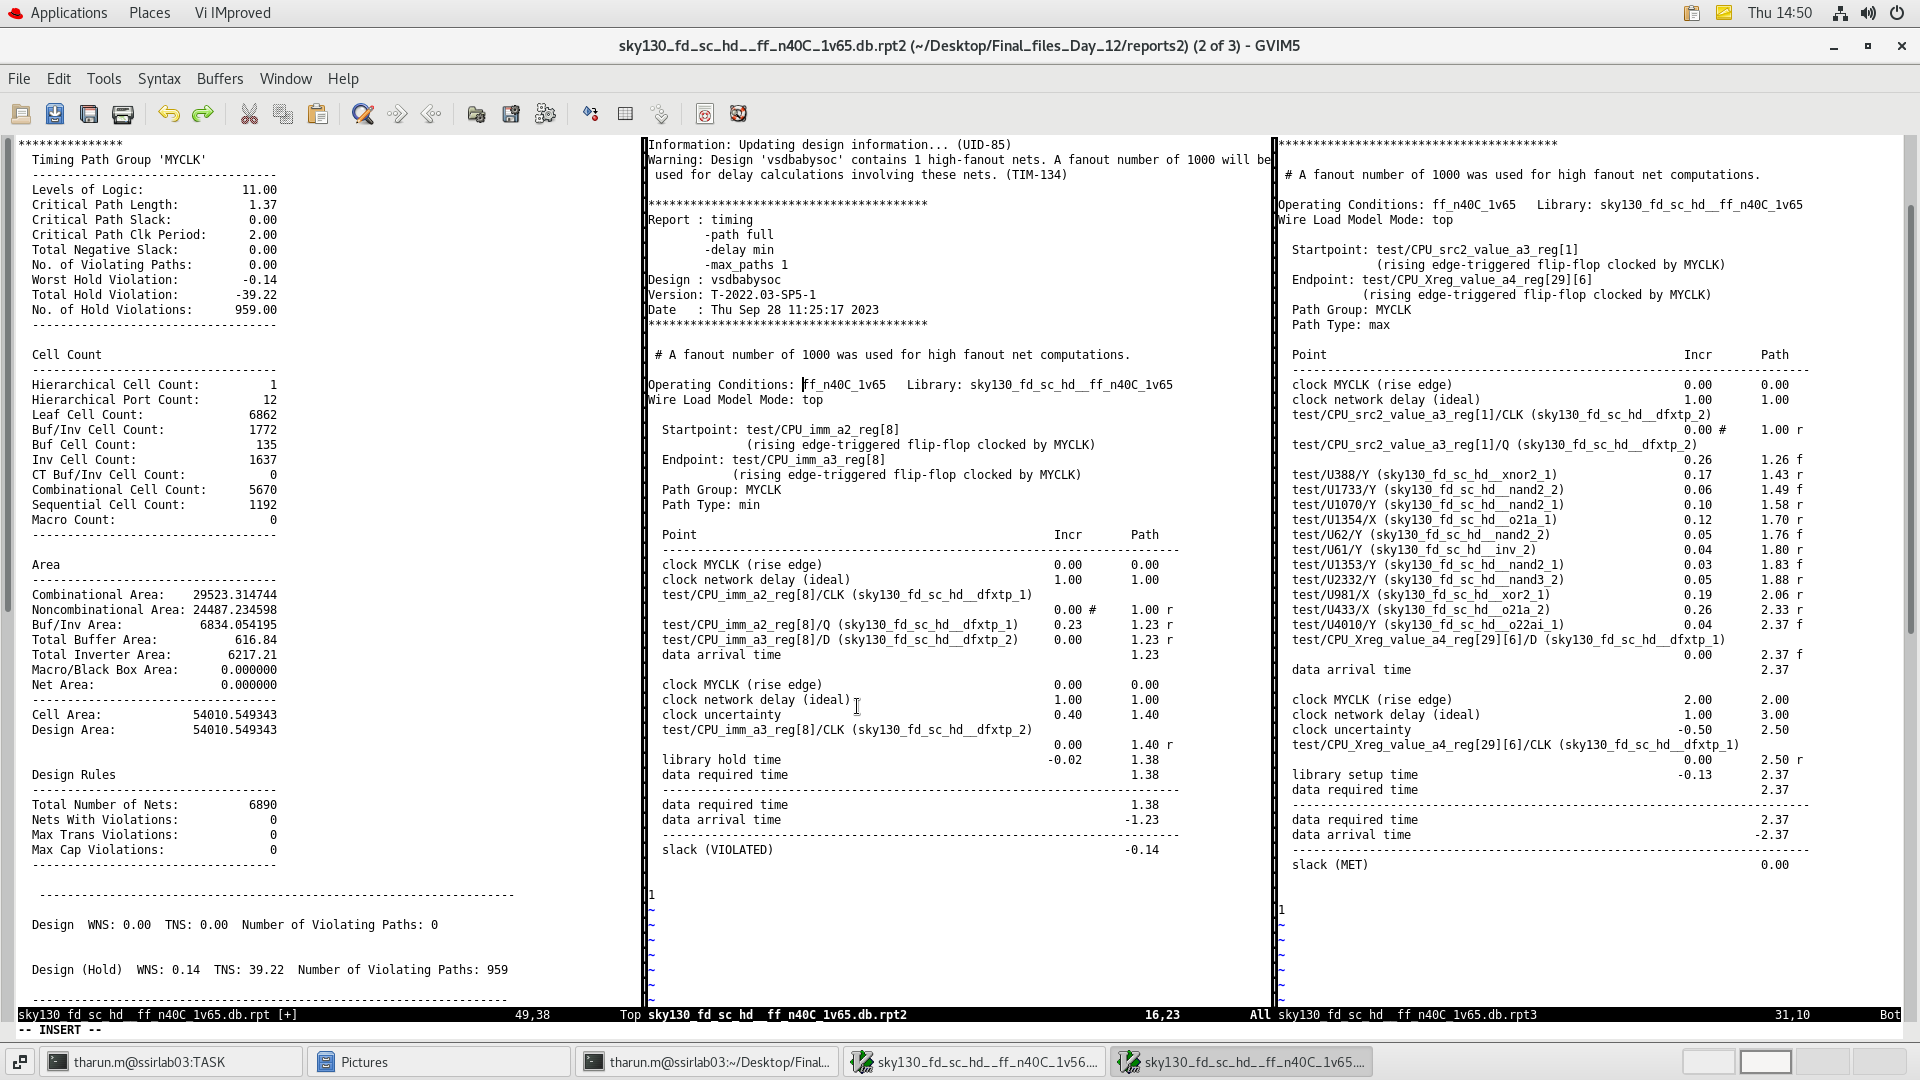 Applications Places Vi IMproved Thu 14:50
sky130_fd_sc_hd__ff_n40C_1v65.db.rpt2 (~/Desktop/Final_files_Day_12/reports2) (2 of 3) - GVIM5
File Edit Tools Syntax Buffers Window Help
***************
Timing Path Group 'MYCLK'
-----------------------------------
Levels of Logic: 11.00
Critical Path Length: 1.37
Critical Path Slack: 0.00
Critical Path Clk Period: 2.00
Total Negative Slack: 0.00
No. of Violating Paths: 0.00
Worst Hold Violation: -0.14
Total Hold Violation: -39.22
No. of Hold Violations: 959.00
-----------------------------------
Cell Count
-----------------------------------
Hierarchical Cell Count: 1
Hierarchical Port Count: 12
Leaf Cell Count: 6862
Buf/Inv Cell Count: 1772
Buf Cell Count: 135
Inv Cell Count: 1637
CT Buf/Inv Cell Count: 0
Combinational Cell Count: 5670
Sequential Cell Count: 1192
Macro Count: 0
-----------------------------------
Area
-----------------------------------
Combinational Area: 29523.314744
Noncombinational Area: 24487.234598
Buf/Inv Area: 6834.054195
Total Buffer Area: 616.84
Total Inverter Area: 6217.21
Macro/Black Box Area: 0.000000
Net Area: 0.000000
-----------------------------------
Cell Area: 54010.549343
Design Area: 54010.549343
Design Rules
-----------------------------------
Total Number of Nets: 6890
Nets With Violations: 0
Max Trans Violations: 0
Max Cap Violations: 0
-----------------------------------
--------------------------------------------------------------------
Design WNS: 0.00 TNS: 0.00 Number of Violating Paths: 0
Design (Hold) WNS: 0.14 TNS: 39.22 Number of Violating Paths: 959
--------------------------------------------------------------------
sky130_fd_sc_hd__ff_n40C_1v65.db.rpt [+] 49,38 Top
Information: Updating design information... (UID-85)
Warning: Design 'vsdbabysoc' contains 1 high-fanout nets. A fanout number of 1000 will be
used for delay calculations involving these nets. (TIM-134)
****************************************
Report : timing
-path full
-delay min
-max_paths 1
Design : vsdbabysoc
Version: T-2022.03-SP5-1
Date : Thu Sep 28 11:25:17 2023
****************************************
# A fanout number of 1000 was used for high fanout net computations.
Operating Conditions: ff_n40C_1v65 Library: sky130_fd_sc_hd__ff_n40C_1v65
Wire Load Model Mode: top
Startpoint: test/CPU_imm_a2_reg[8]
(rising edge-triggered flip-flop clocked by MYCLK)
Endpoint: test/CPU_imm_a3_reg[8]
(rising edge-triggered flip-flop clocked by MYCLK)
Path Group: MYCLK
Path Type: min
Point Incr Path
--------------------------------------------------------------------------
clock MYCLK (rise edge) 0.00 0.00
clock network delay (ideal) 1.00 1.00
test/CPU_imm_a2_reg[8]/CLK (sky130_fd_sc_hd__dfxtp_1)
0.00 # 1.00 r
test/CPU_imm_a2_reg[8]/Q (sky130_fd_sc_hd__dfxtp_1) 0.23 1.23 r
test/CPU_imm_a3_reg[8]/D (sky130_fd_sc_hd__dfxtp_2) 0.00 1.23 r
data arrival time 1.23
clock MYCLK (rise edge) 0.00 0.00
clock network delay (ideal) 1.00 1.00
clock uncertainty 0.40 1.40
test/CPU_imm_a3_reg[8]/CLK (sky130_fd_sc_hd__dfxtp_2)
0.00 1.40 r
library hold time -0.02 1.38
data required time 1.38
--------------------------------------------------------------------------
data required time 1.38
data arrival time -1.23
--------------------------------------------------------------------------
slack (VIOLATED) -0.14
1
~
~
~
~
~
~
~
sky130_fd_sc_hd__ff_n40C_1v65.db.rpt2 16,23 All
****************************************
# A fanout number of 1000 was used for high fanout net computations.
Operating Conditions: ff_n40C_1v65 Library: sky130_fd_sc_hd__ff_n40C_1v65
Wire Load Model Mode: top
Startpoint: test/CPU_src2_value_a3_reg[1]
(rising edge-triggered flip-flop clocked by MYCLK)
Endpoint: test/CPU_Xreg_value_a4_reg[29][6]
(rising edge-triggered flip-flop clocked by MYCLK)
Path Group: MYCLK
Path Type: max
Point Incr Path
--------------------------------------------------------------------------
clock MYCLK (rise edge) 0.00 0.00
clock network delay (ideal) 1.00 1.00
test/CPU_src2_value_a3_reg[1]/CLK (sky130_fd_sc_hd__dfxtp_2)
0.00 # 1.00 r
test/CPU_src2_value_a3_reg[1]/Q (sky130_fd_sc_hd__dfxtp_2)
0.26 1.26 f
test/U388/Y (sky130_fd_sc_hd__xnor2_1) 0.17 1.43 r
test/U1733/Y (sky130_fd_sc_hd__nand2_2) 0.06 1.49 f
test/U1070/Y (sky130_fd_sc_hd__nand2_1) 0.10 1.58 r
test/U1354/X (sky130_fd_sc_hd__o21a_1) 0.12 1.70 r
test/U62/Y (sky130_fd_sc_hd__nand2_2) 0.05 1.76 f
test/U61/Y (sky130_fd_sc_hd__inv_2) 0.04 1.80 r
test/U1353/Y (sky130_fd_sc_hd__nand2_1) 0.03 1.83 f
test/U2332/Y (sky130_fd_sc_hd__nand3_2) 0.05 1.88 r
test/U981/X (sky130_fd_sc_hd__xor2_1) 0.19 2.06 r
test/U433/X (sky130_fd_sc_hd__o21a_2) 0.26 2.33 r
test/U4010/Y (sky130_fd_sc_hd__o22ai_1) 0.04 2.37 f
test/CPU_Xreg_value_a4_reg[29][6]/D (sky130_fd_sc_hd__dfxtp_1)
0.00 2.37 f
data arrival time 2.37
clock MYCLK (rise edge) 2.00 2.00
clock network delay (ideal) 1.00 3.00
clock uncertainty -0.50 2.50
test/CPU_Xreg_value_a4_reg[29][6]/CLK (sky130_fd_sc_hd__dfxtp_1)
0.00 2.50 r
library setup time -0.13 2.37
data required time 2.37
--------------------------------------------------------------------------
data required time 2.37
data arrival time -2.37
--------------------------------------------------------------------------
slack (MET) 0.00
1
~
~
~
~
~
~
sky130_fd_sc_hd__ff_n40C_1v65.db.rpt3 31,10 Bot
-- INSERT --
tharun.m@ssirlab03:TASK Pictures tharun.m@ssirlab03:~/Desktop/Final... sky130_fd_sc_hd__ff_n40C_1v56.... sky130_fd_sc_hd__ff_n40C_1v65....